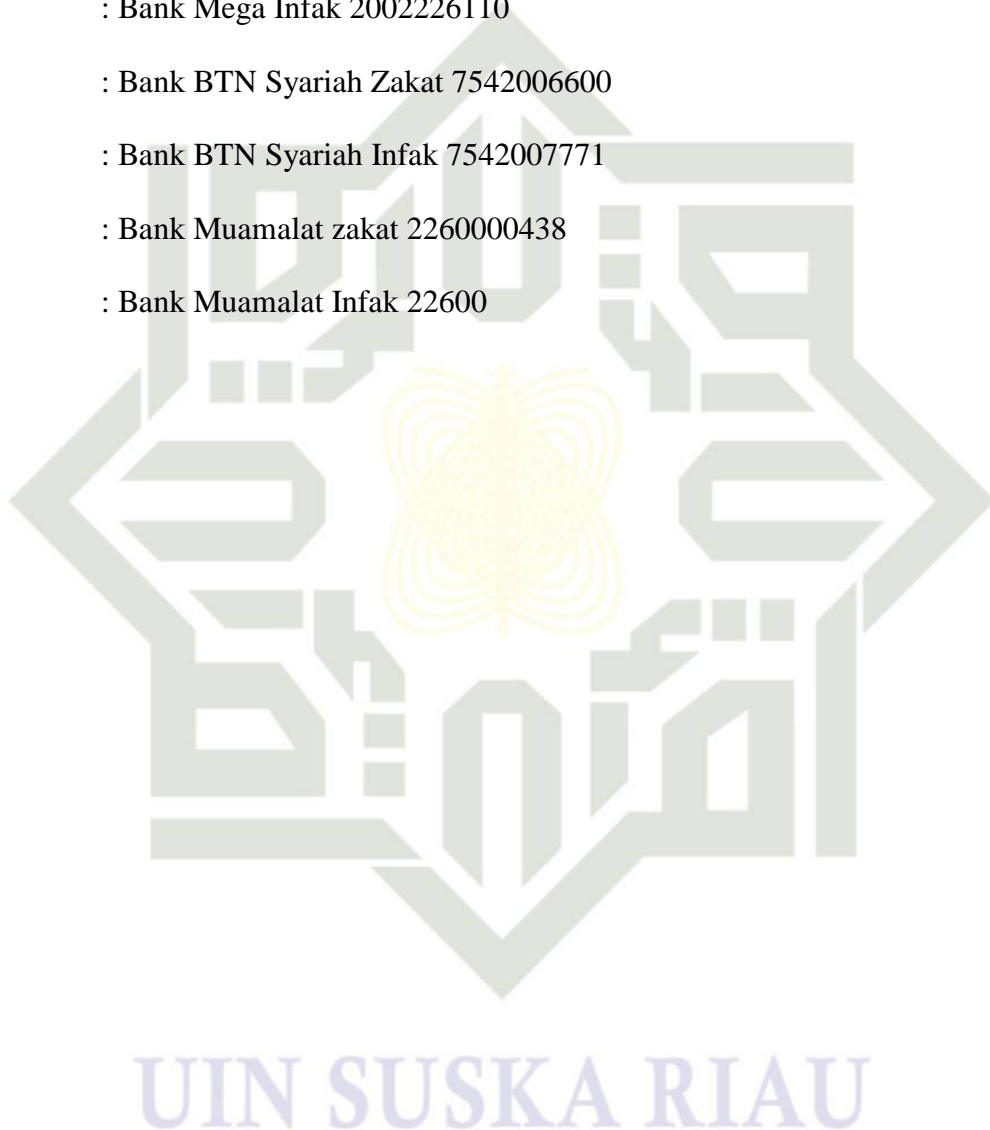 : Bank Mega Infak 2002226110
: Bank BTN Syariah Zakat 7542006600
: Bank BTN Syariah Infak 7542007771
: Bank Muamalat zakat 2260000438
: Bank Muamalat Infak 22600
UIN SUSKA RIAU